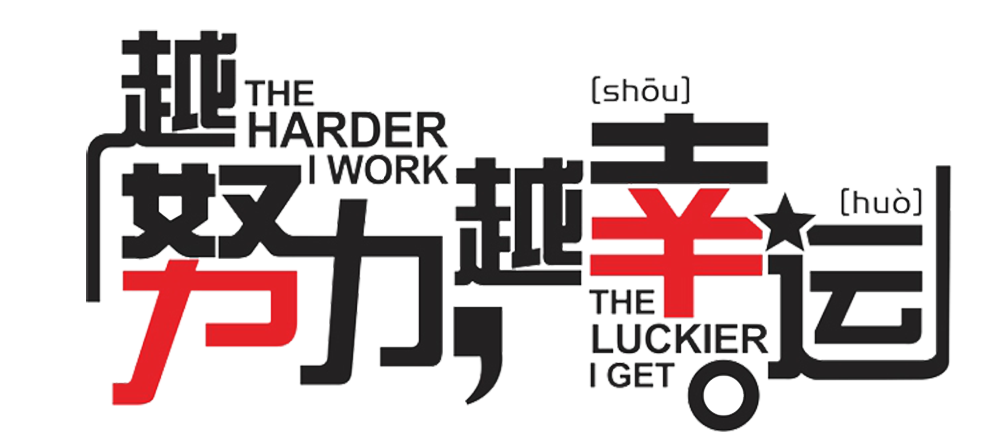 越努力，越幸运。
THE
HARDER
I WORK
[shōu]
[huò]
THE
LUCKIER
I GET